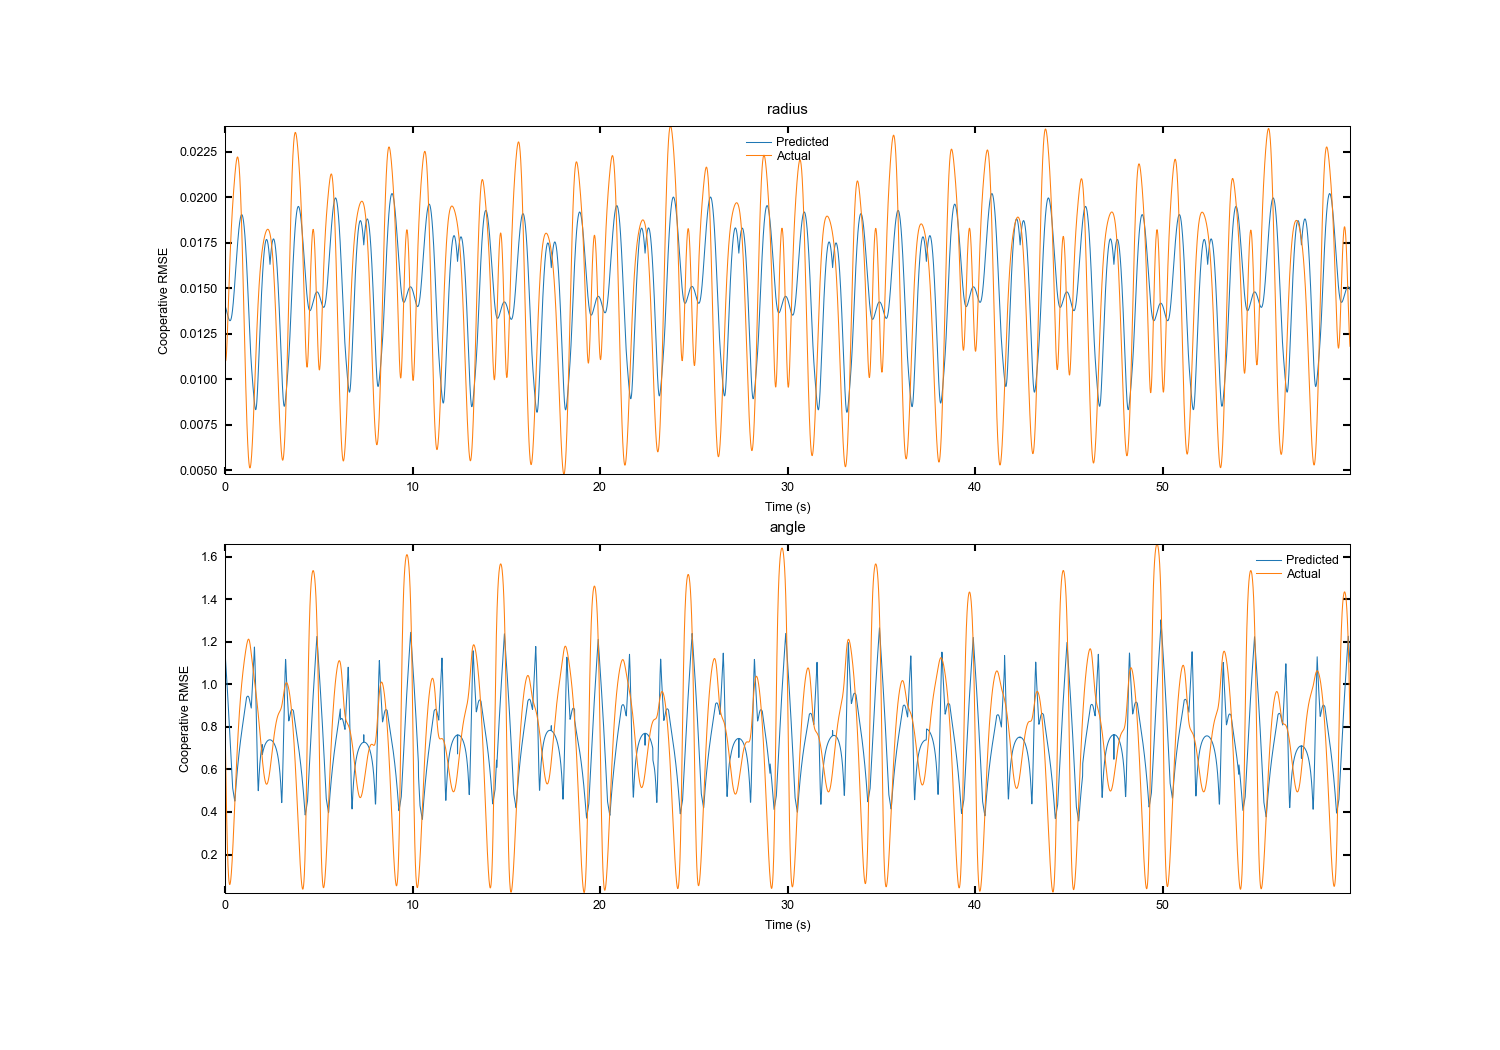 radius
Predicted
Actual
0.0225
0.0200
0.0175
0.0150
0.0125
0.0100
0.0075
0.0050
Cooperative RMSE
0 10 20 30 40 50
Time (s)
angle
Predicted
Actual
1.6
1.4
1.2
1.0
0.8
0.6
0.4
0.2
Cooperative RMSE
0 10 20 30 40 50
Time (s)